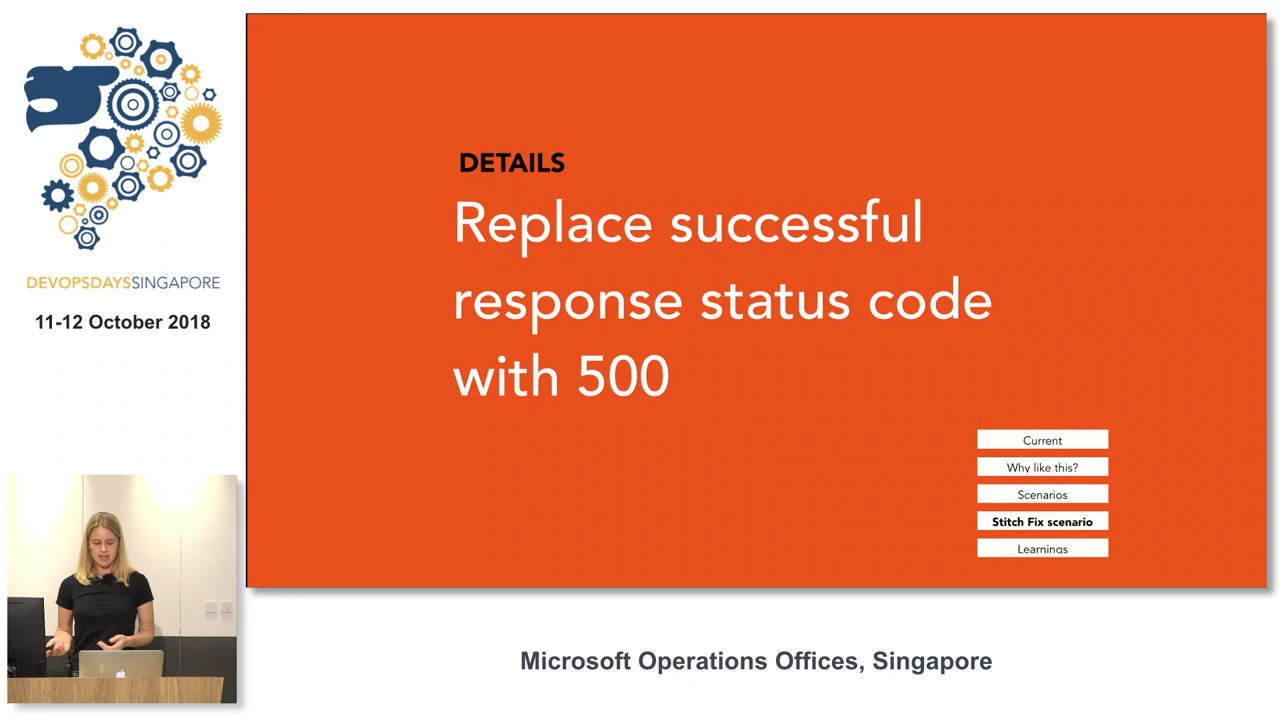 DEVOPSDAYSSINGAPORE
11-12 October 2018
DETAILS
Replace successful
response status code
with 500
Current
Why like this?
Scenarios
Stitch Fix scenario
Learnings
Microsoft Operations Offices, Singapore